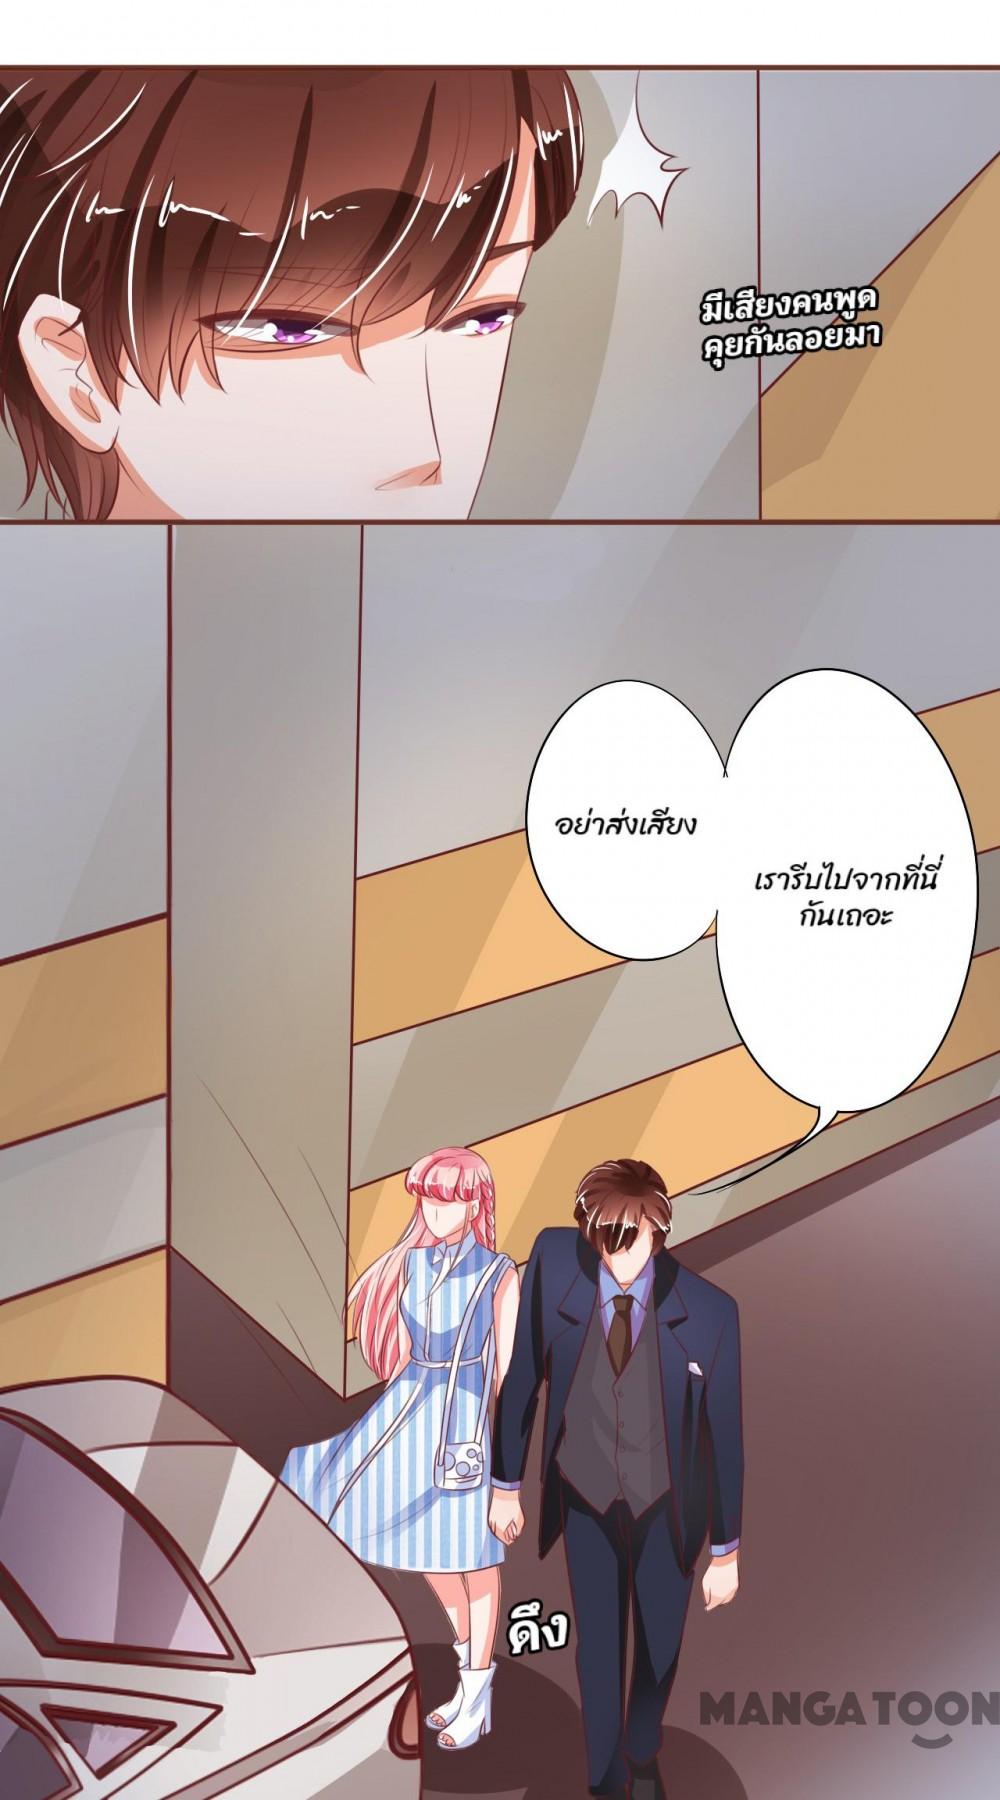 มีเสียงคนพูด
คุยกันลอยมา
อย่าส่งเสียง
เรารีบไปจากที่นี่
กันเถอะ
ดึง
MANGATOON